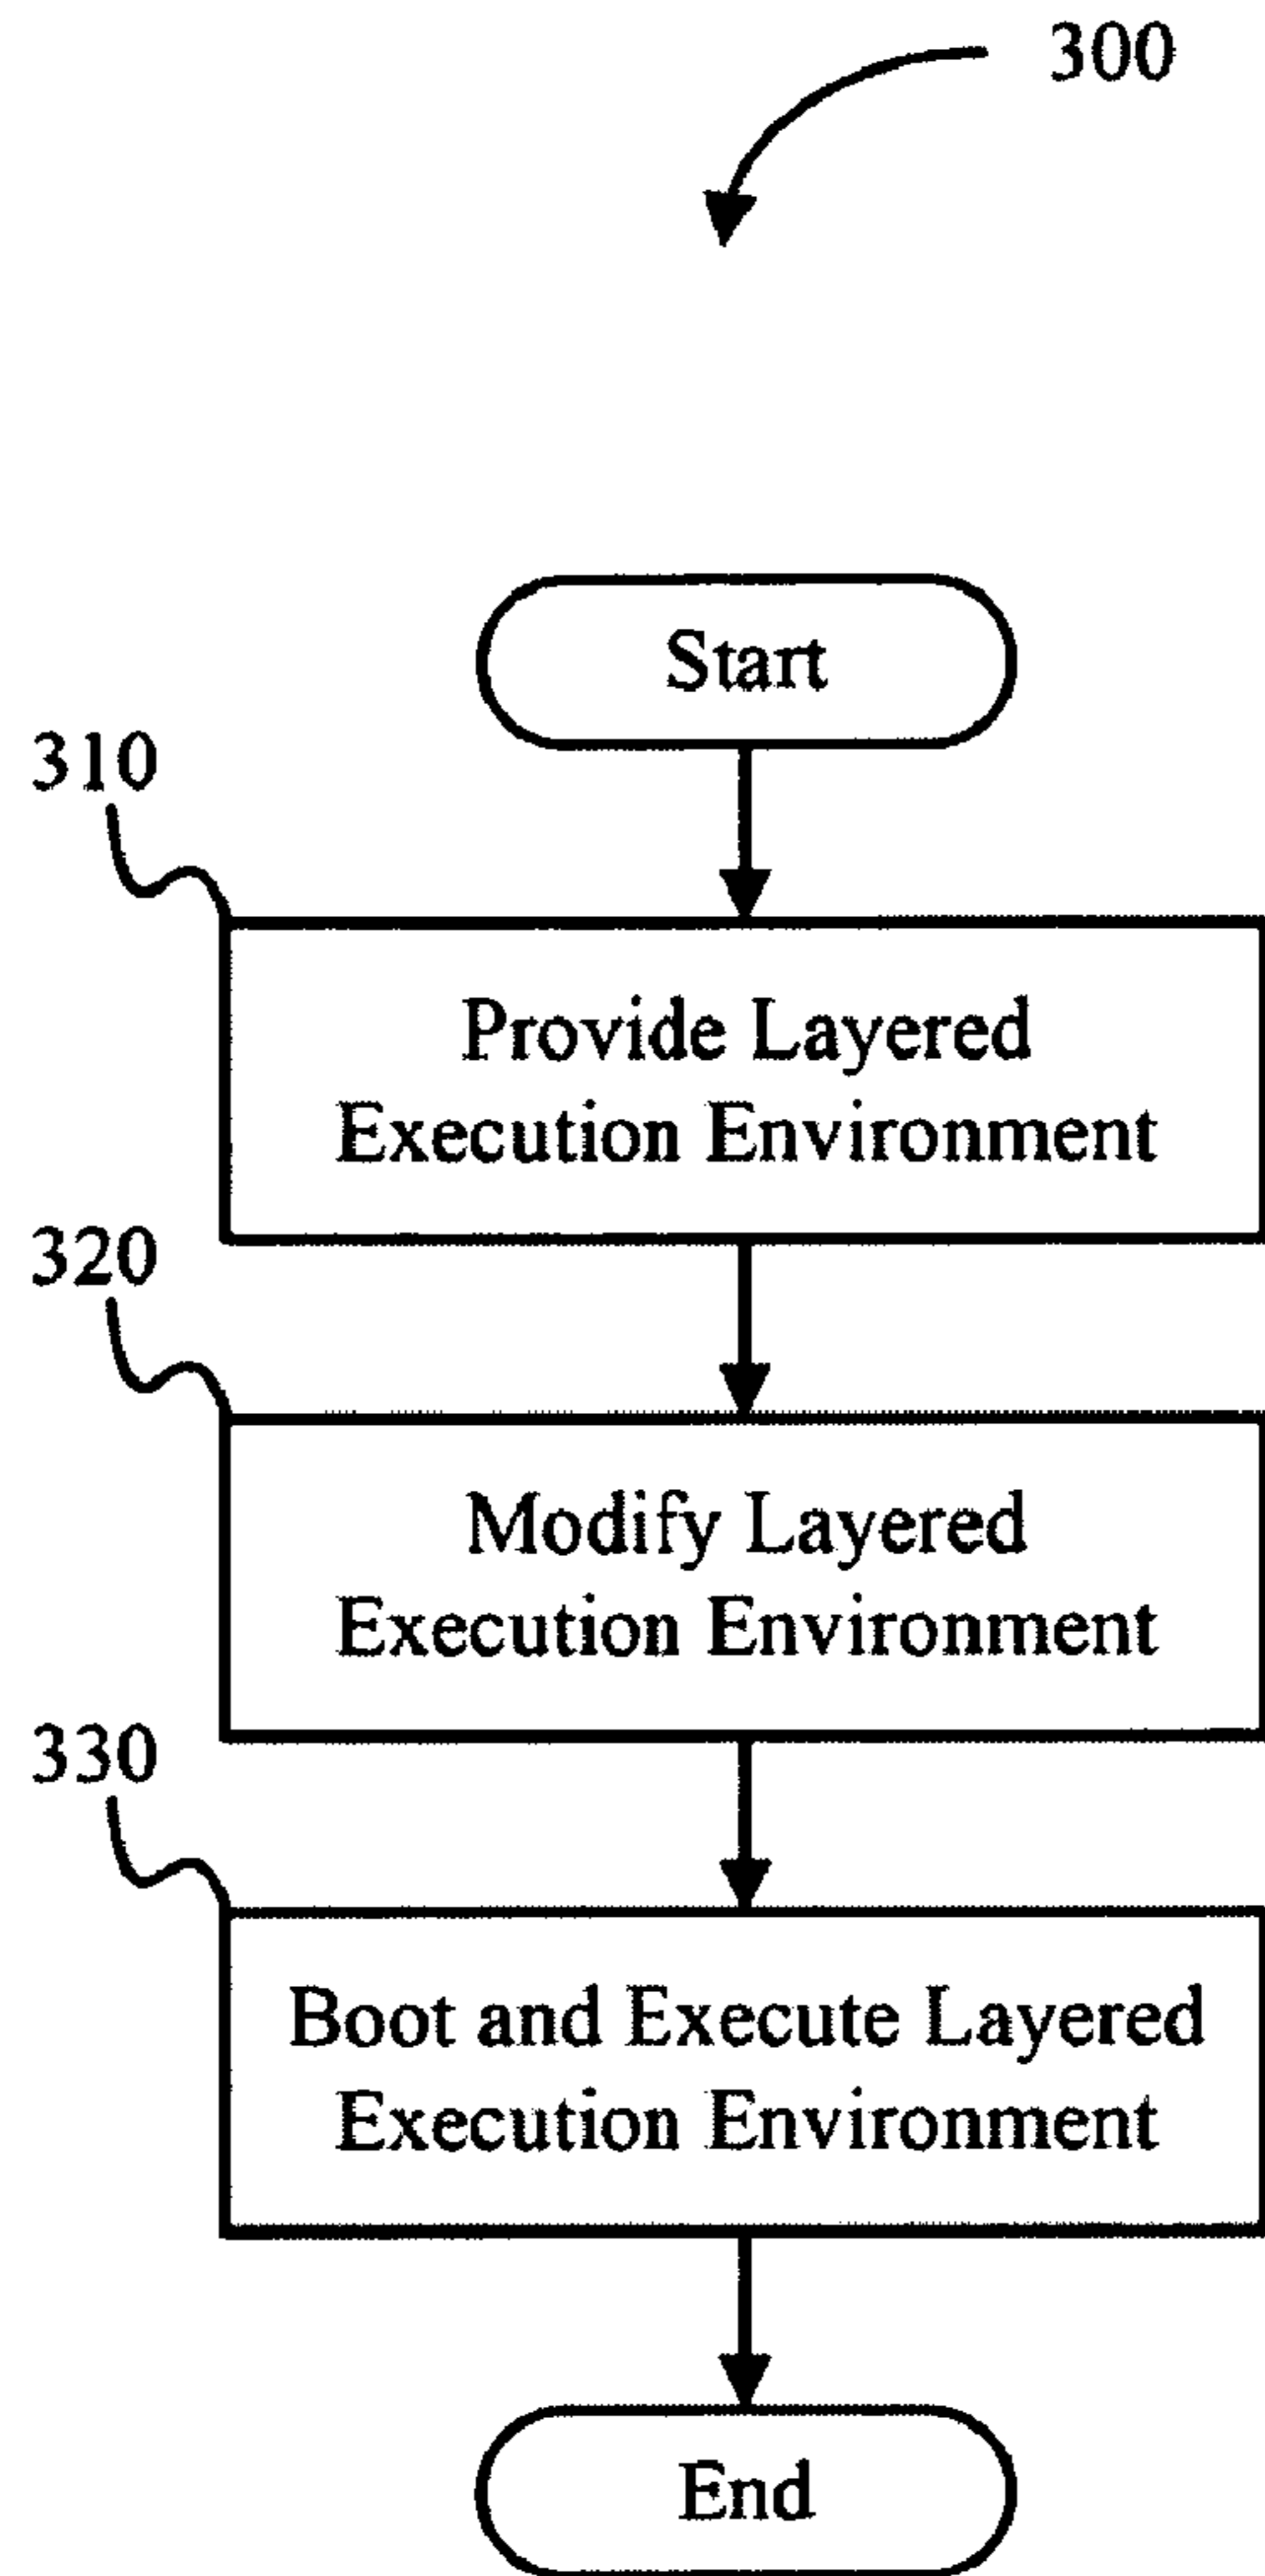 300
Start
310
Provide Layered
Execution Environment
320
Modify Layered
Execution Environment
330
Boot and Execute Layered
Execution Environment
End